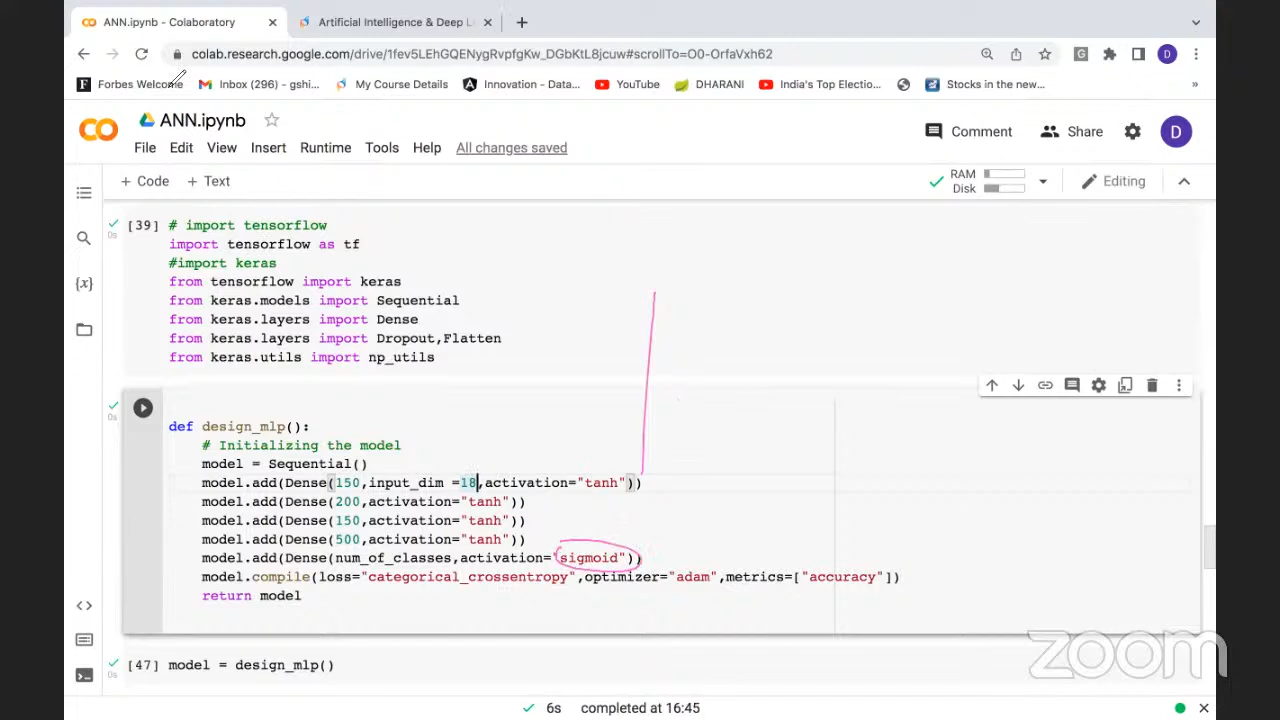 ANN.ipynb - Colaboratory
Artificial Intelligence & Deep L
colab.research.google.com/drive/1fev5LEhGQENygRvpfgKw_DGbKtL8jcuw#scrollTo=O0-OrfaVxh62
D
Forbes Welcome
Inbox (296) - gshi...
My Course Details
Innovation - Data...
YouTube
DHARANI
India's Top Electio...
Stocks in the new...
»
CO
ANN.ipynb
Comment
Share
D
File Edit View Insert Runtime Tools Help All changes saved
+ Code + Text
RAM
Disk
Editing
[39] # import tensorflow
0s
import tensorflow as tf
#import keras
from tensorflow import keras
from keras.models import Sequential
from keras.layers import Dense
from keras.layers import Dropout,Flatten
from keras.utils import np_utils
0s
def design_mlp():
# Initializing the model
model = Sequential()
model.add(Dense(150,input_dim =18,activation="tanh"))
model.add(Dense(200,activation="tanh"))
model.add(Dense(150,activation="tanh"))
model.add(Dense(500,activation="tanh"))
model.add(Dense(num_of_classes,activation="sigmoid"))
model.compile(loss="categorical_crossentropy",optimizer="adam",metrics=["accuracy"])
return model
zoom
[47] model = design_mlp()
0s
6s completed at 16:45